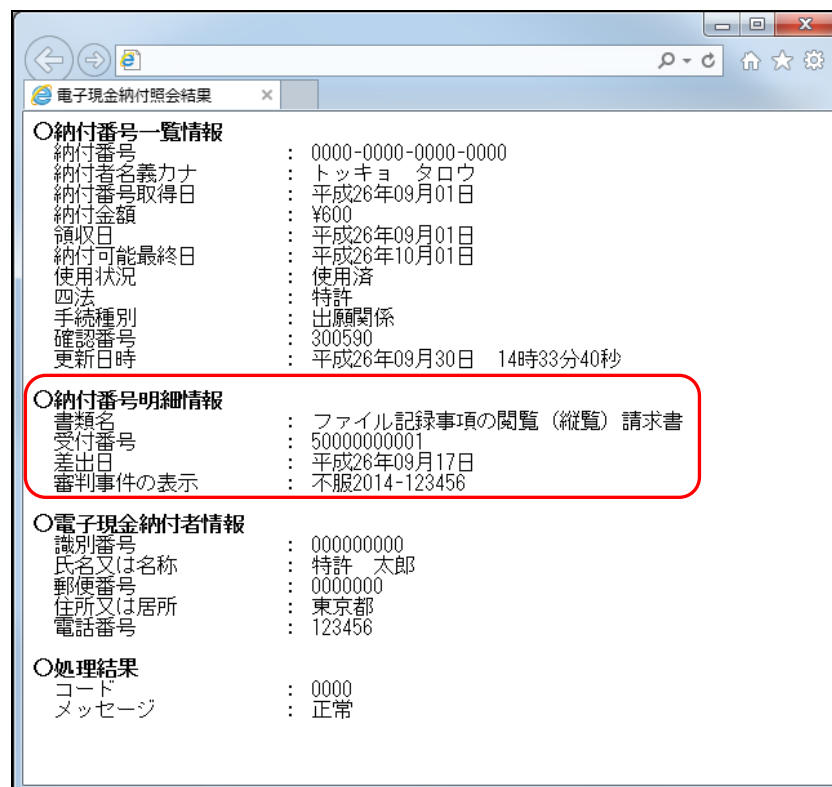 電子現金納付照会結果
○納付番号一覧情報
納付番号 : 0000-0000-0000-0000
納付者名義カナ : トッキョ タロウ
納付番号取得日 : 平成26年09月01日
納付金額 : ¥600
領収日 : 平成26年09月01日
納付可能最終日 : 平成26年10月01日
使用状況 : 使用済
四法 : 特許
手続種別 : 出願関係
確認番号 : 300590
更新日時 : 平成26年09月30日 14時33分40秒
○納付番号明細情報
書類名 : ファイル記録事項の閲覧（縦覧）請求書
受付番号 : 50000000001
差出日 : 平成26年09月17日
審判事件の表示 : 不服2014-123456
○電子現金納付者情報
識別番号 : 000000000
氏名又は名称 : 特許 太郎
郵便番号 : 0000000
住所又は居所 : 東京都
電話番号 : 123456
○処理結果
コード : 0000
メッセージ : 正常